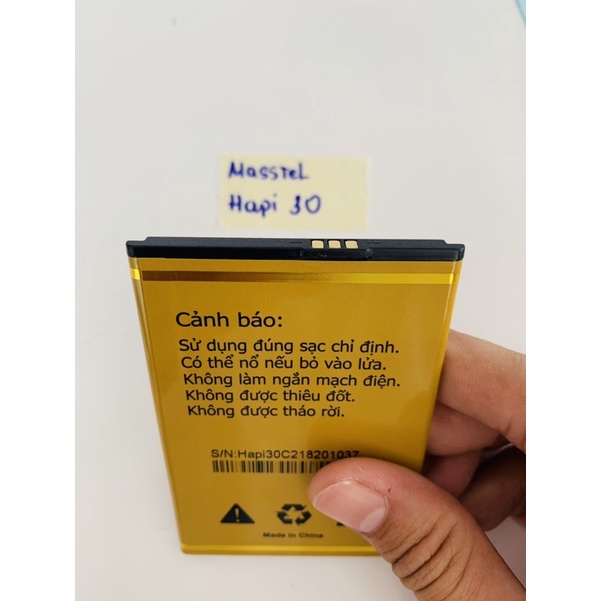 Masstel
Hapi 30
Cảnh báo:
Sử dụng đúng sạc chỉ định.
Có thể nổ nếu bỏ vào lửa.
Không làm ngắn mạch điện.
Không được thiêu đốt.
Không được tháo rời.
S/N:Hapi30C218201037
Made in China